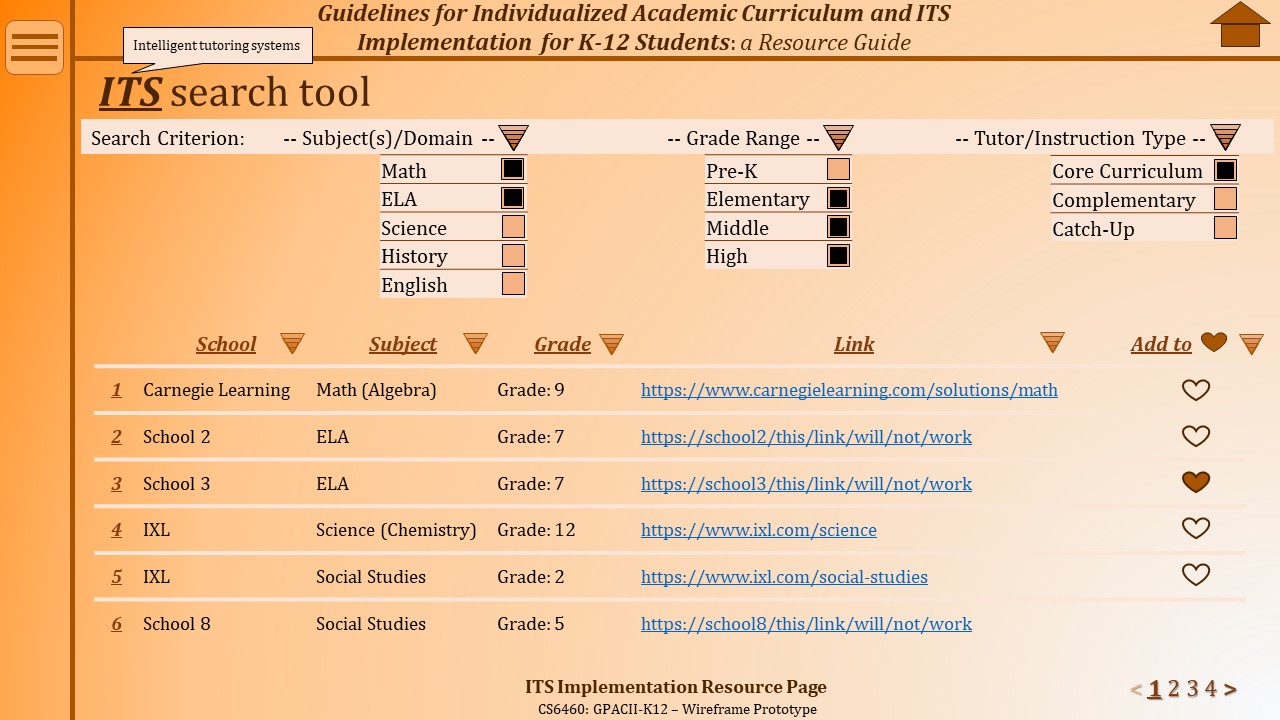 Guidelines for Individualized Academic Curriculum and ITS
Implementation for K-12 Students: a Resource Guide
Intelligent tutoring systems
ITS search tool
Search Criterion: -- Subject(s)/Domain -- -- Grade Range -- -- Tutor/Instruction Type --
Math Pre-K Core Curriculum
ELA Elementary Complementary
Science Middle Catch-Up
History High
English
School Subject Grade Link Add to
1 Carnegie Learning Math (Algebra) Grade: 9 https://www.carnegielearning.com/solutions/math
2 School 2 ELA Grade: 7 https://school2/this/link/will/not/work
3 School 3 ELA Grade: 7 https://school3/this/link/will/not/work
4 IXL Science (Chemistry) Grade: 12 https://www.ixl.com/science
5 IXL Social Studies Grade: 2 https://www.ixl.com/social-studies
6 School 8 Social Studies Grade: 5 https://school8/this/link/will/not/work
ITS Implementation Resource Page
< 1 2 3 4 >
CS6460: GPACII-K12 – Wireframe Prototype